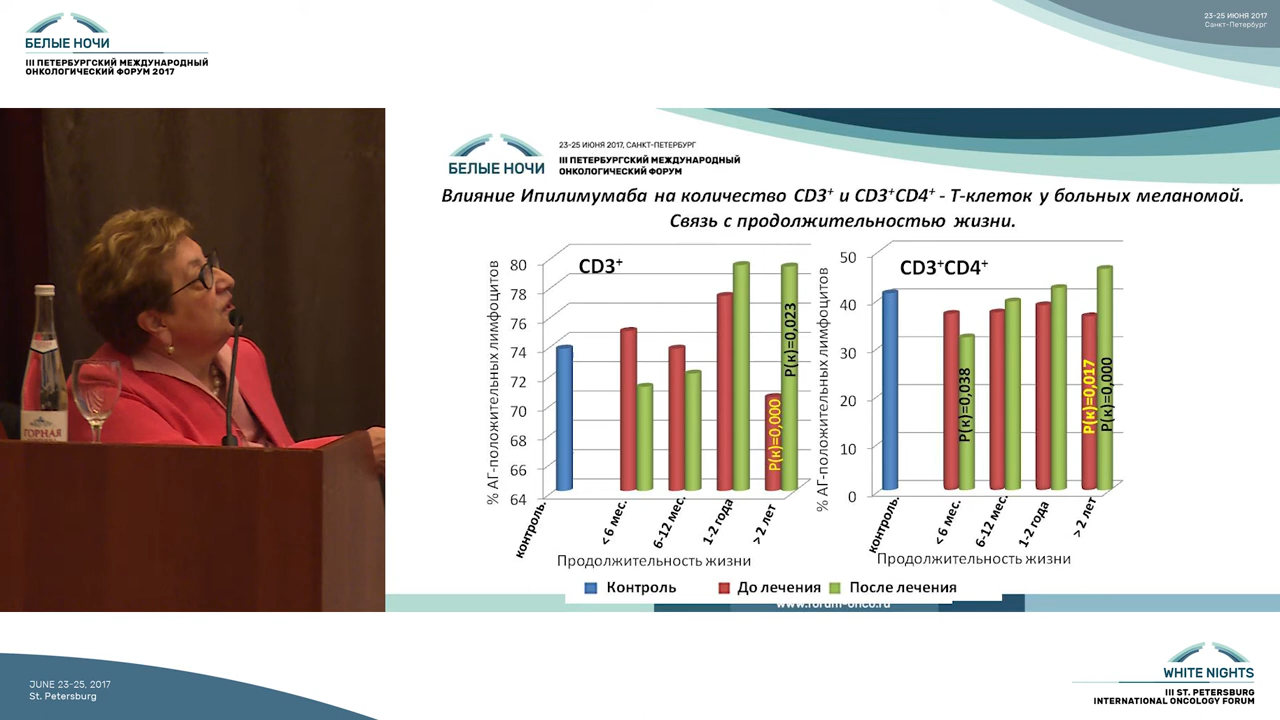 БЕЛЫЕ НОЧИ
III ПЕТЕРБУРГСКИЙ МЕЖДУНАРОДНЫЙ
ОНКОЛОГИЧЕСКИЙ ФОРУМ 2017
23-25 ИЮНЯ 2017
Санкт-Петербург
ГОРНАЯ
БЕЛЫЕ НОЧИ
23-25 ИЮНЯ 2017, САНКТ-ПЕТЕРБУРГ
III ПЕТЕРБУРГСКИЙ МЕЖДУНАРОДНЫЙ
ОНКОЛОГИЧЕСКИЙ ФОРУМ
Влияние Ипилимумаба на количество CD3+ и CD3+CD4+ - Т-клеток у больных меланомой.
Связь с продолжительностью жизни.
CD3+
% АГ-положительных лимфоцитов
80
78
76
74
72
70
68
66
64
P(к)=0,000
P(к)=0,023
контроль.
< 6 мес.
6-12 мес.
1-2 года
> 2 лет
Продолжительность жизни
CD3+CD4+
% АГ-положительных лимфоцитов
50
40
30
20
10
0
P(к)=0,038
P(к)=0,017
P(к)=0,000
контроль.
< 6 мес.
6-12 мес.
1-2 года
> 2 лет
Продолжительность жизни
Контроль
До лечения
После лечения
www.forum-onco.ru
JUNE 23-25, 2017
St. Petersburg
WHITE NIGHTS
III ST. PETERSBURG
INTERNATIONAL ONCOLOGY FORUM